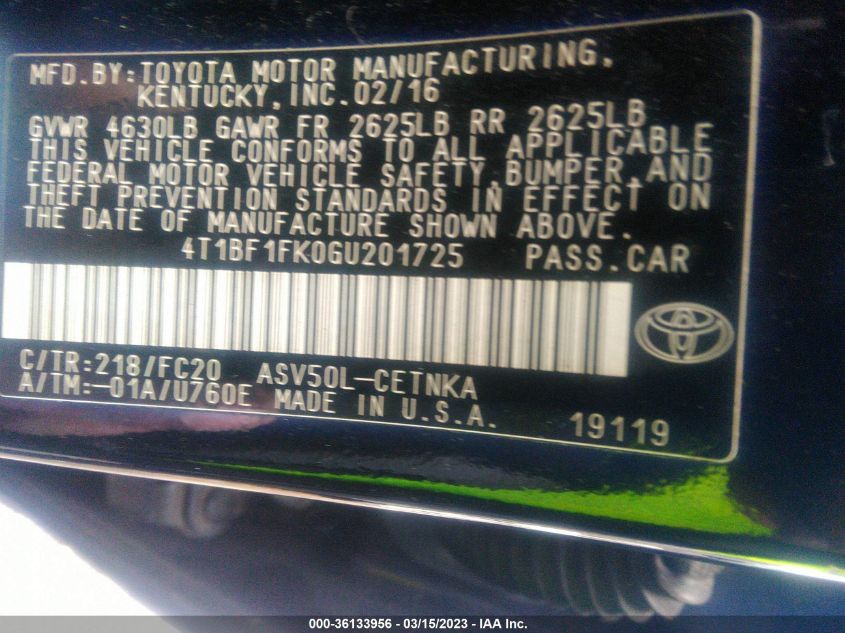 MFD.BY:TOYOTA MOTOR MANUFACTURING,
KENTUCKY,INC.02/16
GVWR 4630LB GAWR FR 2625LB RR 2625LB
THIS VEHICLE CONFORMS TO ALL APPLICABLE
FEDERAL MOTOR VEHICLE SAFETY,BUMPER,AND
THEFT PREVENTION STANDARDS IN EFFECT ON
THE DATE OF MANUFACTURE SHOWN ABOVE.
4T1BF1FK0GU201725 PASS.CAR
C/TR:218/FC20 ASV50L-CETNKA
A/TM:-01A/U760E MADE IN U.S.A.
19119
000-36133956 - 03/15/2023 - IAA Inc.